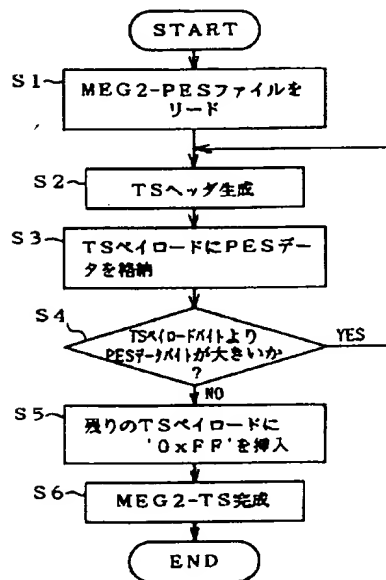 START
S1
MEG2-PESファイルを
リード
S2
TSヘッダ生成
S3
TSペイロードにPESデー
タを格納
S4
TSペイロードバイトより
PESデータバイトが大きいか
?
YES
NO
S5
残りのTSペイロードに
'0xFF'を挿入
S6
MEG2-TS完成
END